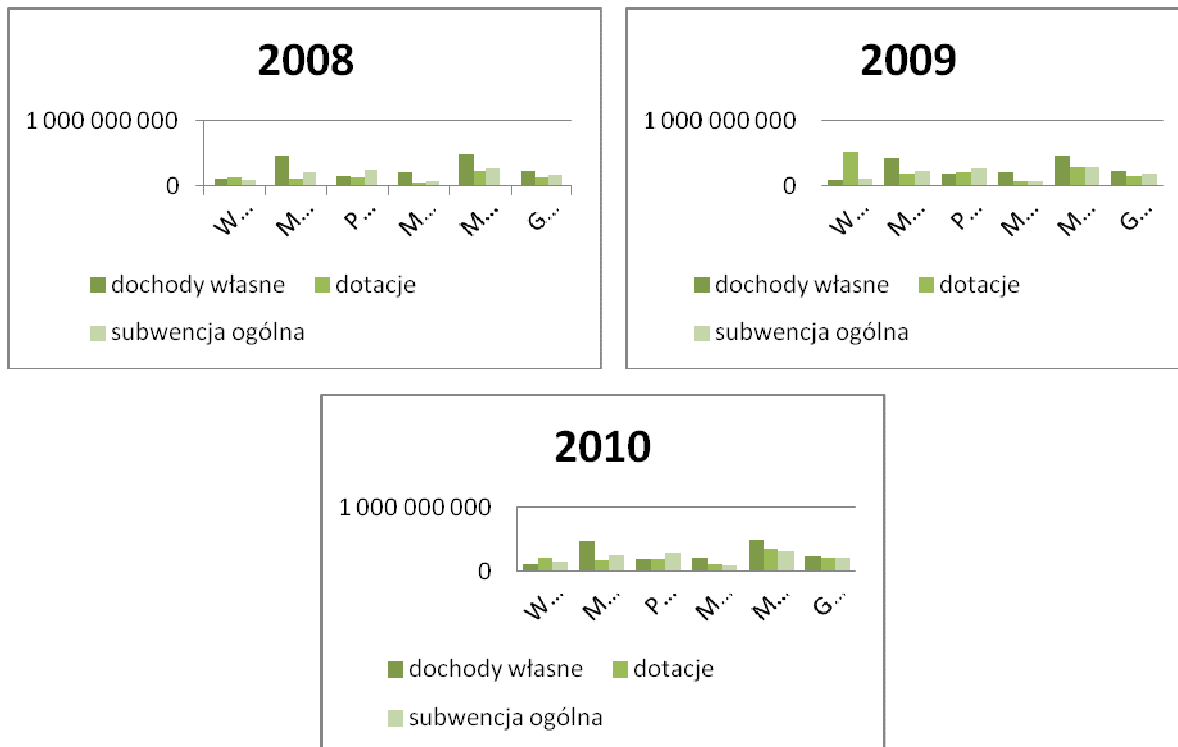 2008
1 000 000 000
0
W...
M...
P...
M...
M...
G...
dochody własne
dotacje
subwencja ogólna
2009
1 000 000 000
0
W...
M...
P...
M...
M...
G...
dochody własne
dotacje
subwencja ogólna
2010
1 000 000 000
0
W...
M...
P...
M...
M...
G...
dochody własne
dotacje
subwencja ogólna